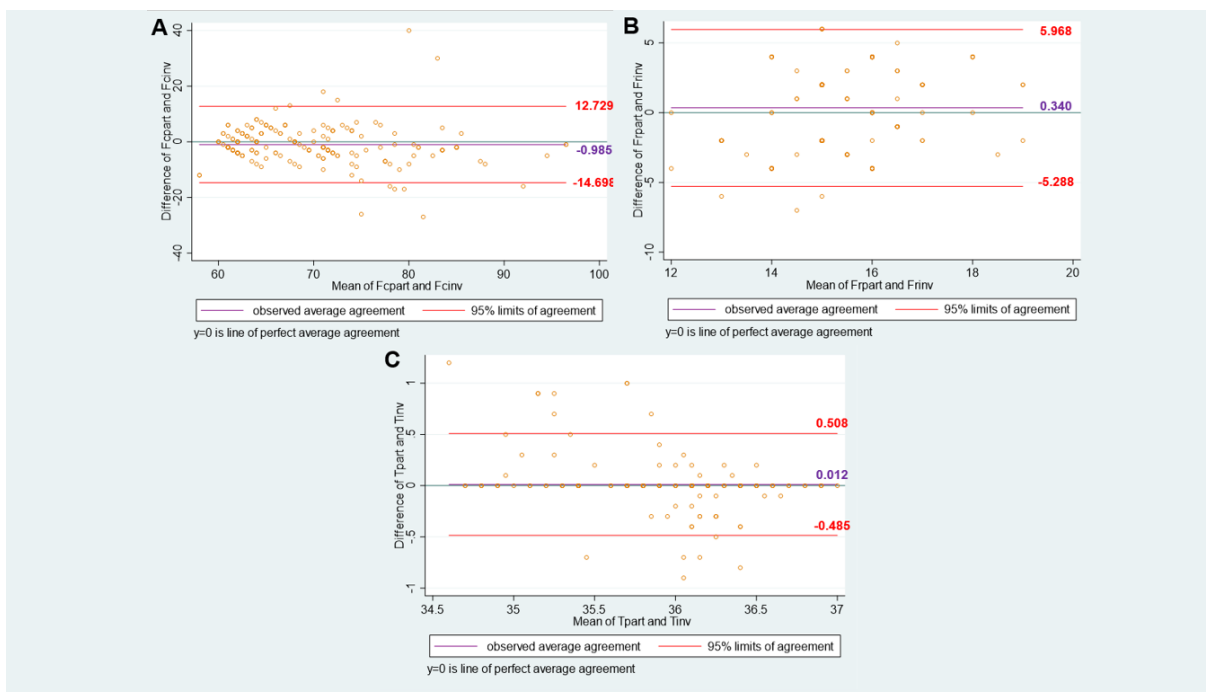 A
Difference of Fcpart and Fcinv
40
20
0
-20
-40
12.729
-0.985
-14.698
60 70 80 90 100
Mean of Fcpart and Fcinv
observed average agreement 95% limits of agreement
y=0 is line of perfect average agreement
B
Difference of Frpart and Frinv
5
0
-5
-10
5.968
0.340
-5.288
12 14 16 18 20
Mean of Frpart and Frinv
observed average agreement 95% limits of agreement
y=0 is line of perfect average agreement
C
Difference of Tpart and Tinv
1
.5
0
-.5
-1
0.508
0.012
-0.485
34.5 35 35.5 36 36.5 37
Mean of Tpart and Tinv
observed average agreement 95% limits of agreement
y=0 is line of perfect average agreement